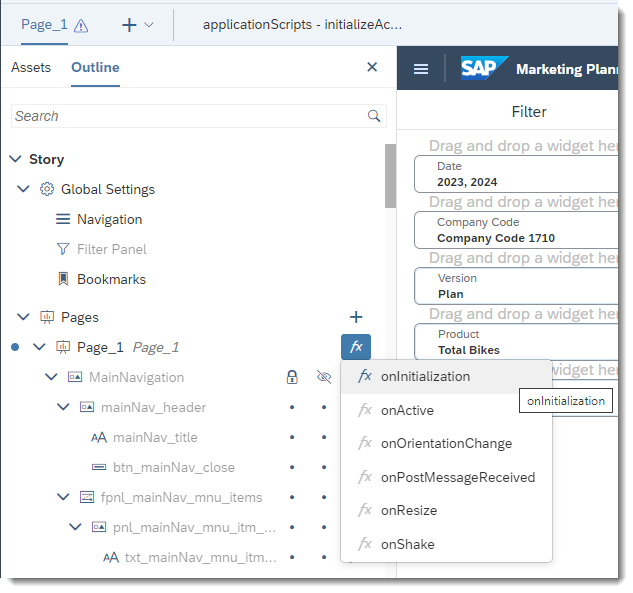 Page_1
applicationScripts - initializeAc...
Assets
Outline
Search
Story
Global Settings
Navigation
Filter Panel
Bookmarks
Pages
Page_1 Page_1
fx
MainNavigation
mainNav_header
mainNav_title
btn_mainNav_close
fpnl_mainNav_mnu_items
pnl_mainNav_mnu_itm_...
txt_mainNav_mnu_itm...
fx onInitialization
fx onActive
fx onOrientationChange
fx onPostMessageReceived
fx onResize
fx onShake
onInitialization
SAP Marketing Plan
Filter
Drag and drop a widget her
Date
2023, 2024
Drag and drop a widget her
Company Code
Company Code 1710
Drag and drop a widget her
Version
Plan
Drag and drop a widget her
Product
Total Bikes
widget her